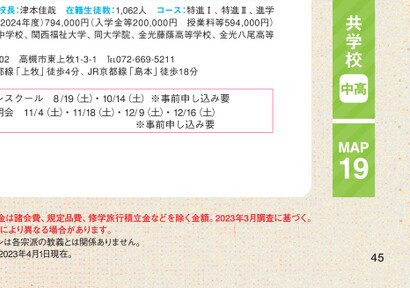 校長：津本佳哉 在籍生徒数：1,062人 コース：特進Ⅰ、特進Ⅱ、進学
2024年度）794,000円（入学金等200,000円 授業料等594,000円）
中学校、関西福祉大学、同大学院、金光藤蔭高等学校、金光八尾高等
02 高槻市東上牧1-3-1 Tel072-669-5211
都線「上牧」徒歩4分、JR京都線「島本」徒歩18分
ンスクール 8/19（土）・10/14（土） ※事前申し込み要
明会 11/4（土）・11/18（土）・12/9（土）・12/16（土）
※事前申し込み要
共学校
中高
MAP
19
金は諸会費、規定品費、修学旅行積立金などを除く金額。2023年3月調査に基づく。
により異なる場合があります。
ンは各宗派の教義とは関係ありません。
2023年4月1日現在。
45